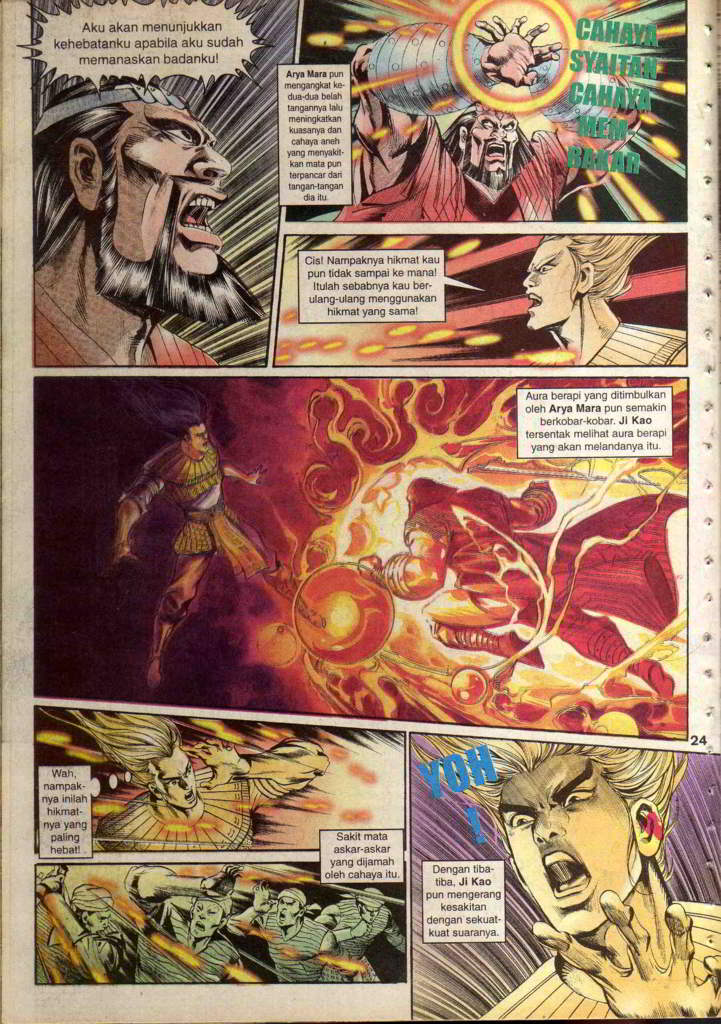 Aku akan menunjukkan
kehebatanku apabila aku sudah
memanaskan badanku!
Arya Mara pun
mengangkat ke-
dua-dua belah
tangannya lalu
meningkatkan
kuasanya dan
cahaya aneh
yang menyakit-
kan mata pun
terpancar dari
tangan-tangan
dia itu.
CAHAYA
SYAITAN
CAHAYA
MEM-
BAKAR
Cis! Nampaknya hikmat kau
pun tidak sampai ke mana!
Itulah sebabnya kau ber-
ulang-ulang menggunakan
hikmat yang sama!
Aura berapi yang ditimbulkan
oleh Arya Mara pun semakin
berkobar-kobar. Ji Kao
tersentak melihat aura berapi
yang akan melandanya itu.
24
Wah,
nampak-
nya inilah
hikmat-
nya yang
paling
hebat!
Sakit mata
askar-askar
yang dijamah
oleh cahaya itu.
YOH
!
Dengan tiba-
tiba, Ji Kao
pun mengerang
kesakitan
dengan sekuat-
kuat suaranya.